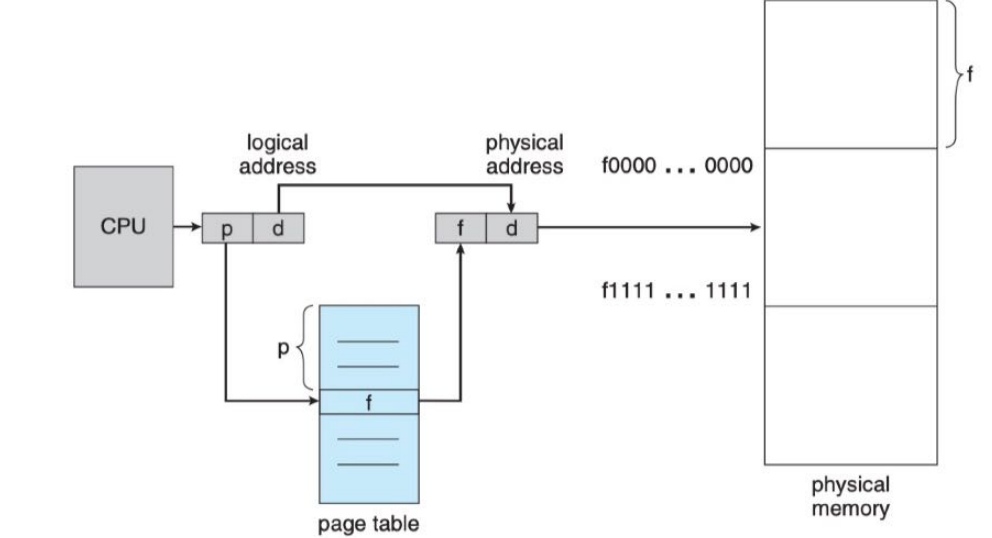 f
logical
address
physical
address
f0000 ... 0000
CPU
p
d
f
d
f1111 ... 1111
p
f
page table
physical
memory